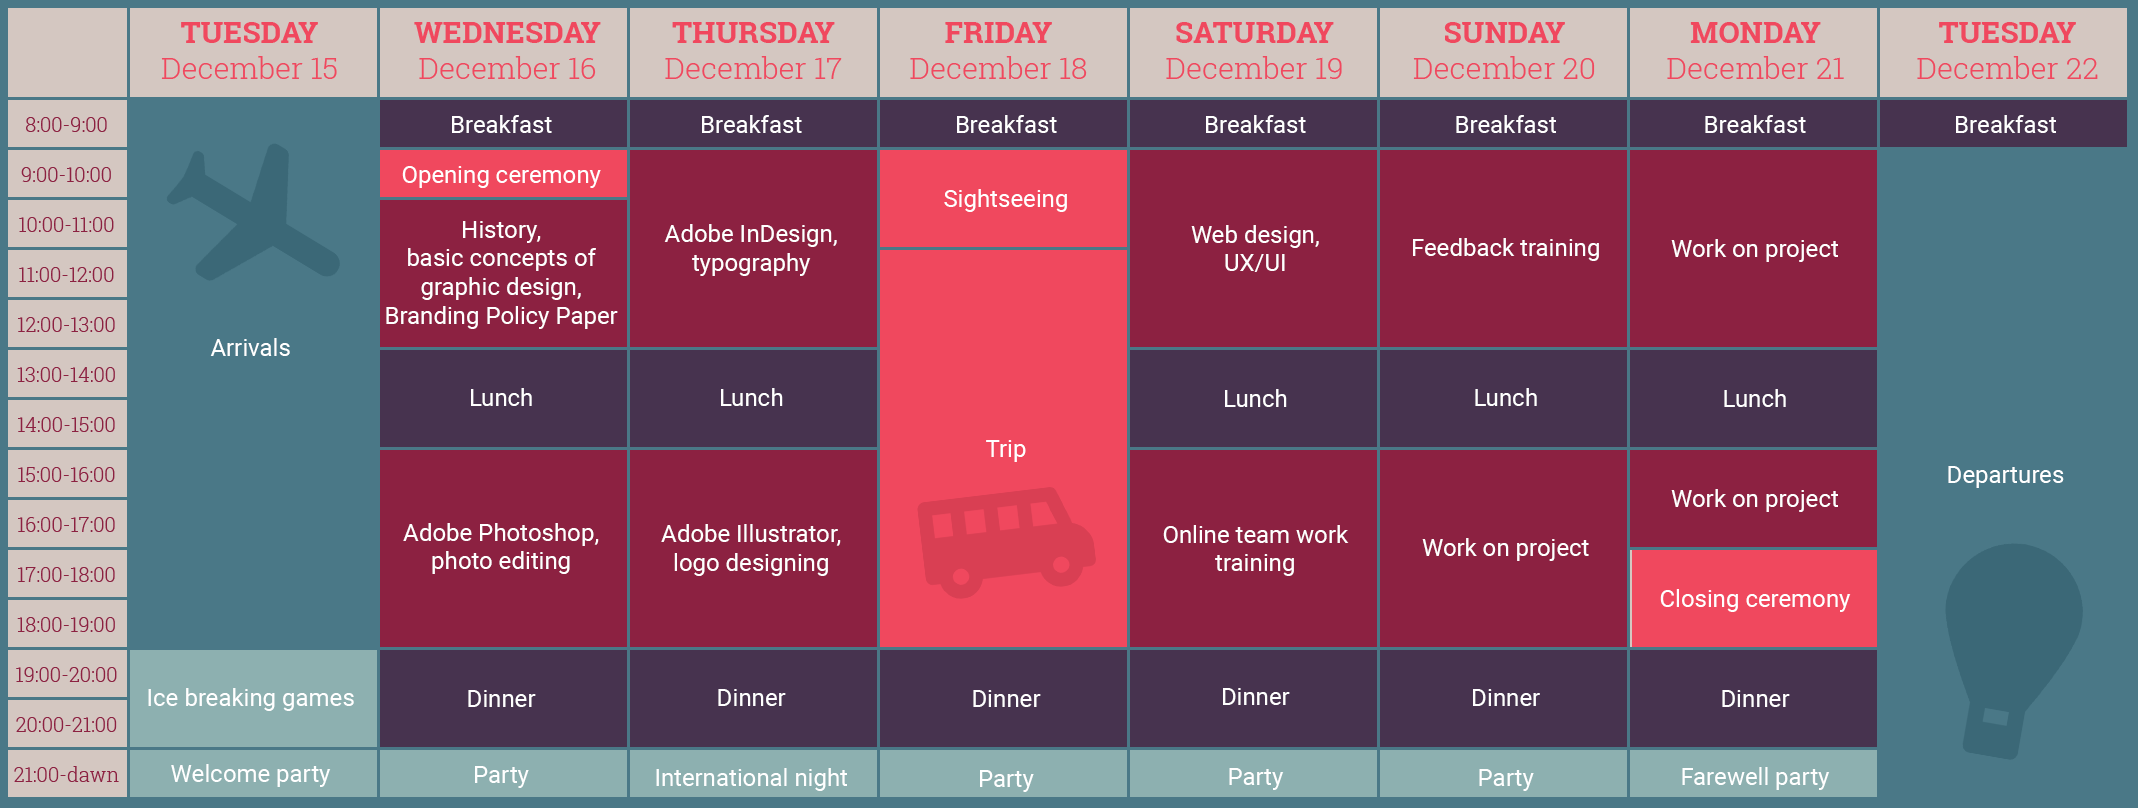 TUESDAY
December 15
WEDNESDAY
December 16
THURSDAY
December 17
FRIDAY
December 18
SATURDAY
December 19
SUNDAY
December 20
MONDAY
December 21
TUESDAY
December 22
8:00-9:00
Breakfast
Breakfast
Breakfast
Breakfast
Breakfast
Breakfast
Breakfast
9:00-10:00
Opening ceremony
Sightseeing
10:00-11:00
History,
basic concepts of
graphic design,
Branding Policy Paper
Adobe InDesign,
typography
Web design,
UX/UI
Feedback training
Work on project
11:00-12:00
12:00-13:00
Arrivals
13:00-14:00
Lunch
Lunch
Lunch
Lunch
Lunch
14:00-15:00
Trip
15:00-16:00
Departures
Work on project
16:00-17:00
Adobe Photoshop,
photo editing
Adobe Illustrator,
logo designing
Online team work
training
Work on project
17:00-18:00
Closing ceremony
18:00-19:00
19:00-20:00
Ice breaking games
Dinner
Dinner
Dinner
Dinner
Dinner
Dinner
20:00-21:00
21:00-dawn
Welcome party
Party
International night
Party
Party
Party
Farewell party